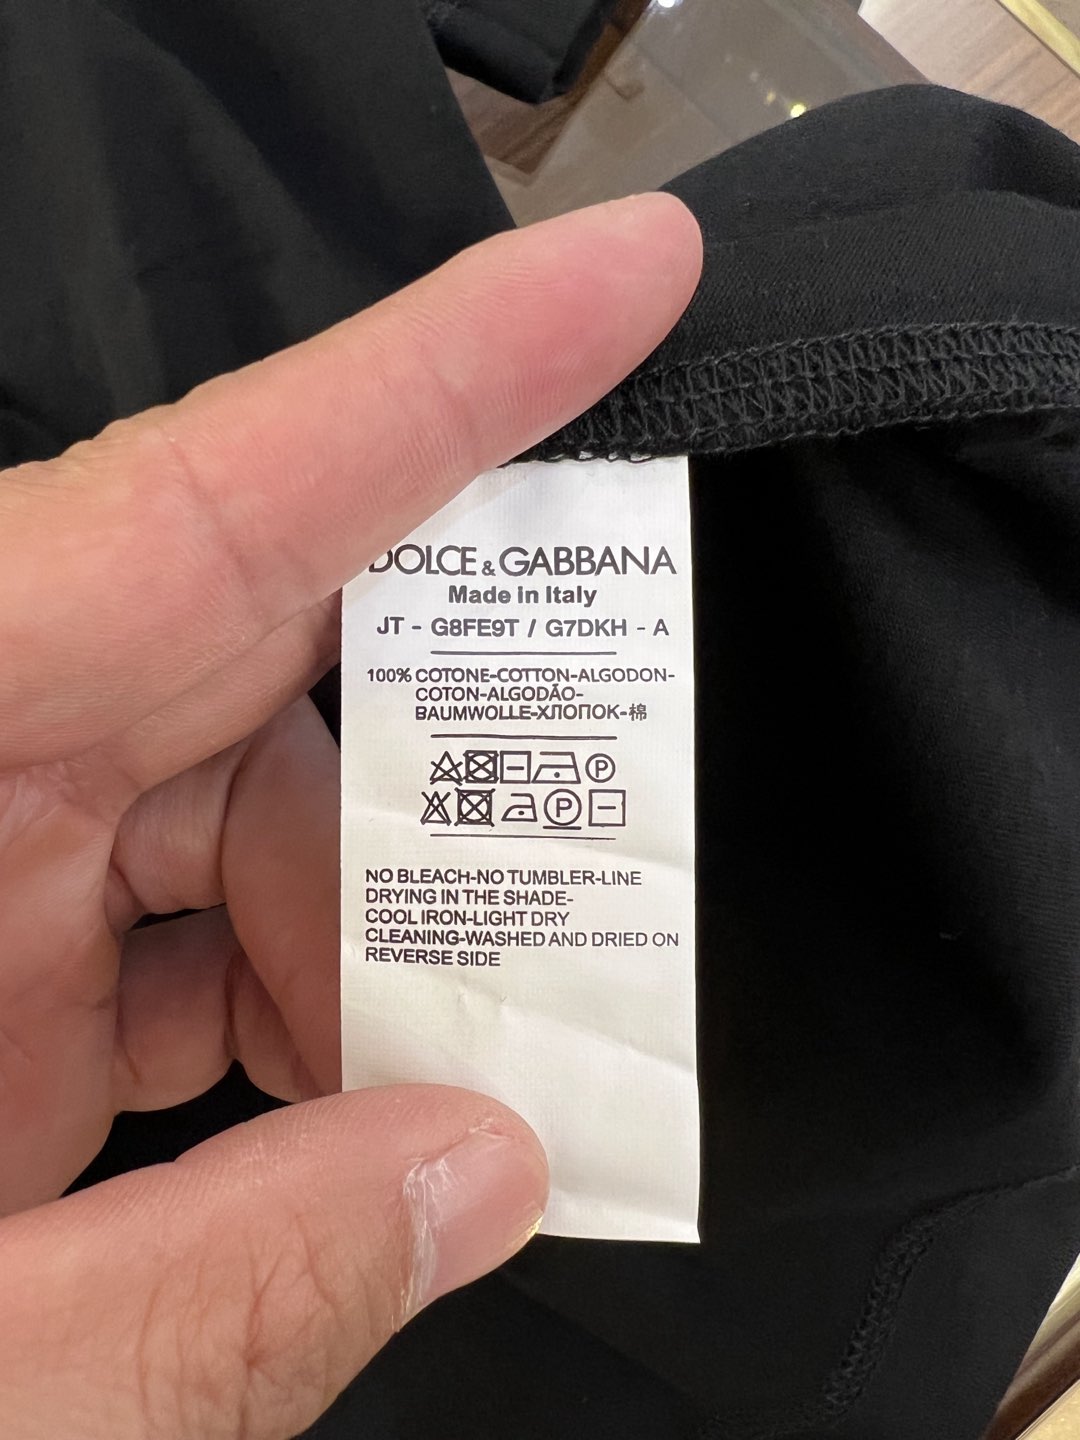 DOLCE & GABBANA
Made in Italy
JT - G8FE9T / G7DKH - A
100% COTONE-COTTON-ALGODON-
COTON-ALGODÃO-
BAUMWOLLE-ХЛОПОК-棉
P
P
NO BLEACH-NO TUMBLER-LINE
DRYING IN THE SHADE-
COOL IRON-LIGHT DRY
CLEANING-WASHED AND DRIED ON
REVERSE SIDE